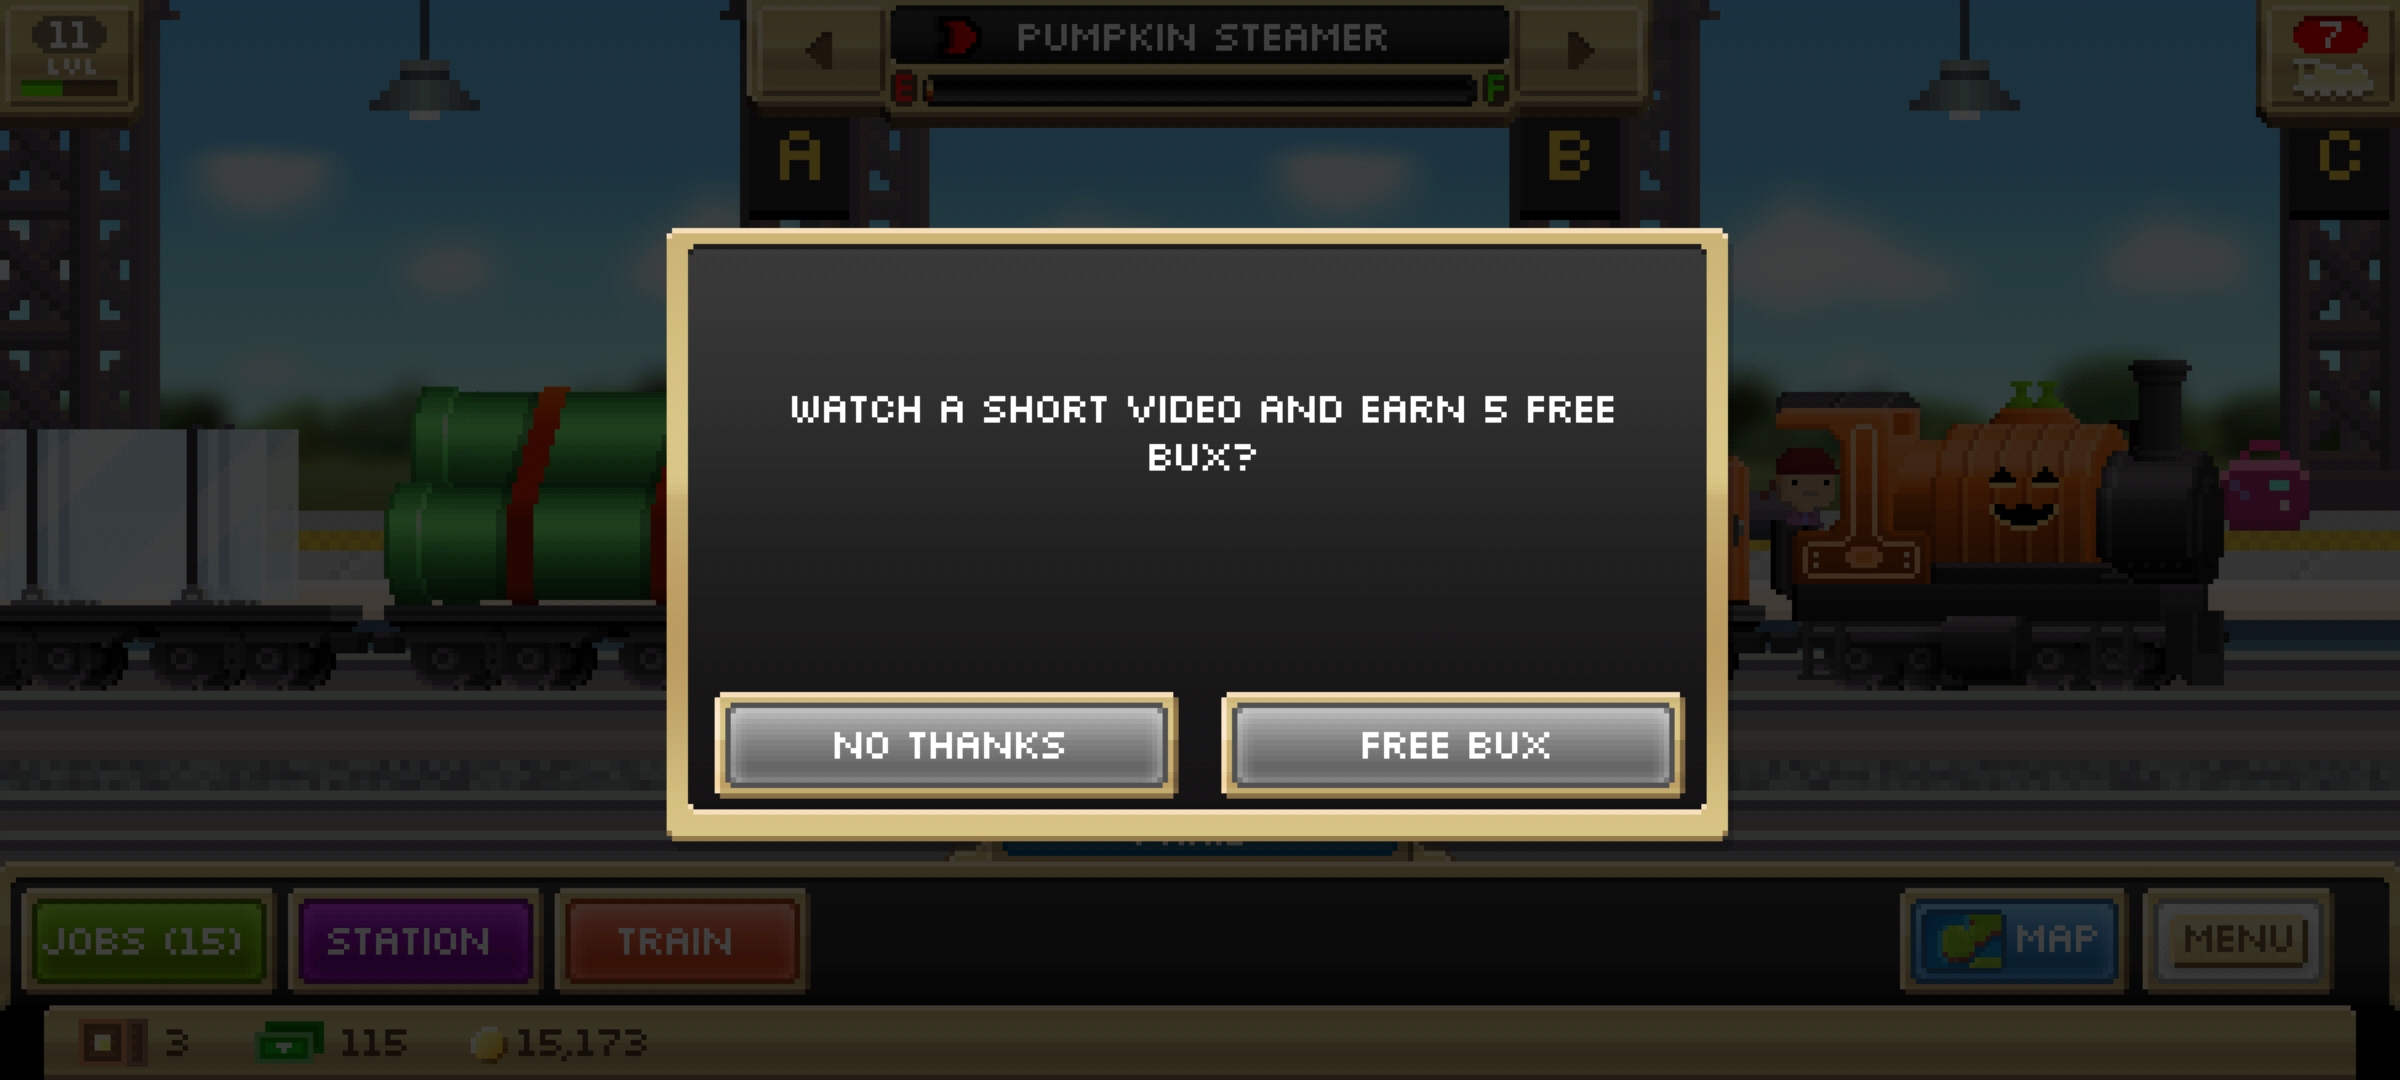 11
LVL
PUMPKIN STEAMER
7
E
F
A
B
C
WATCH A SHORT VIDEO AND EARN 5 FREE
BUX?
NO THANKS
FREE BUX
JOBS (15)
STATION
TRAIN
MAP
MENU
3
115
15,173